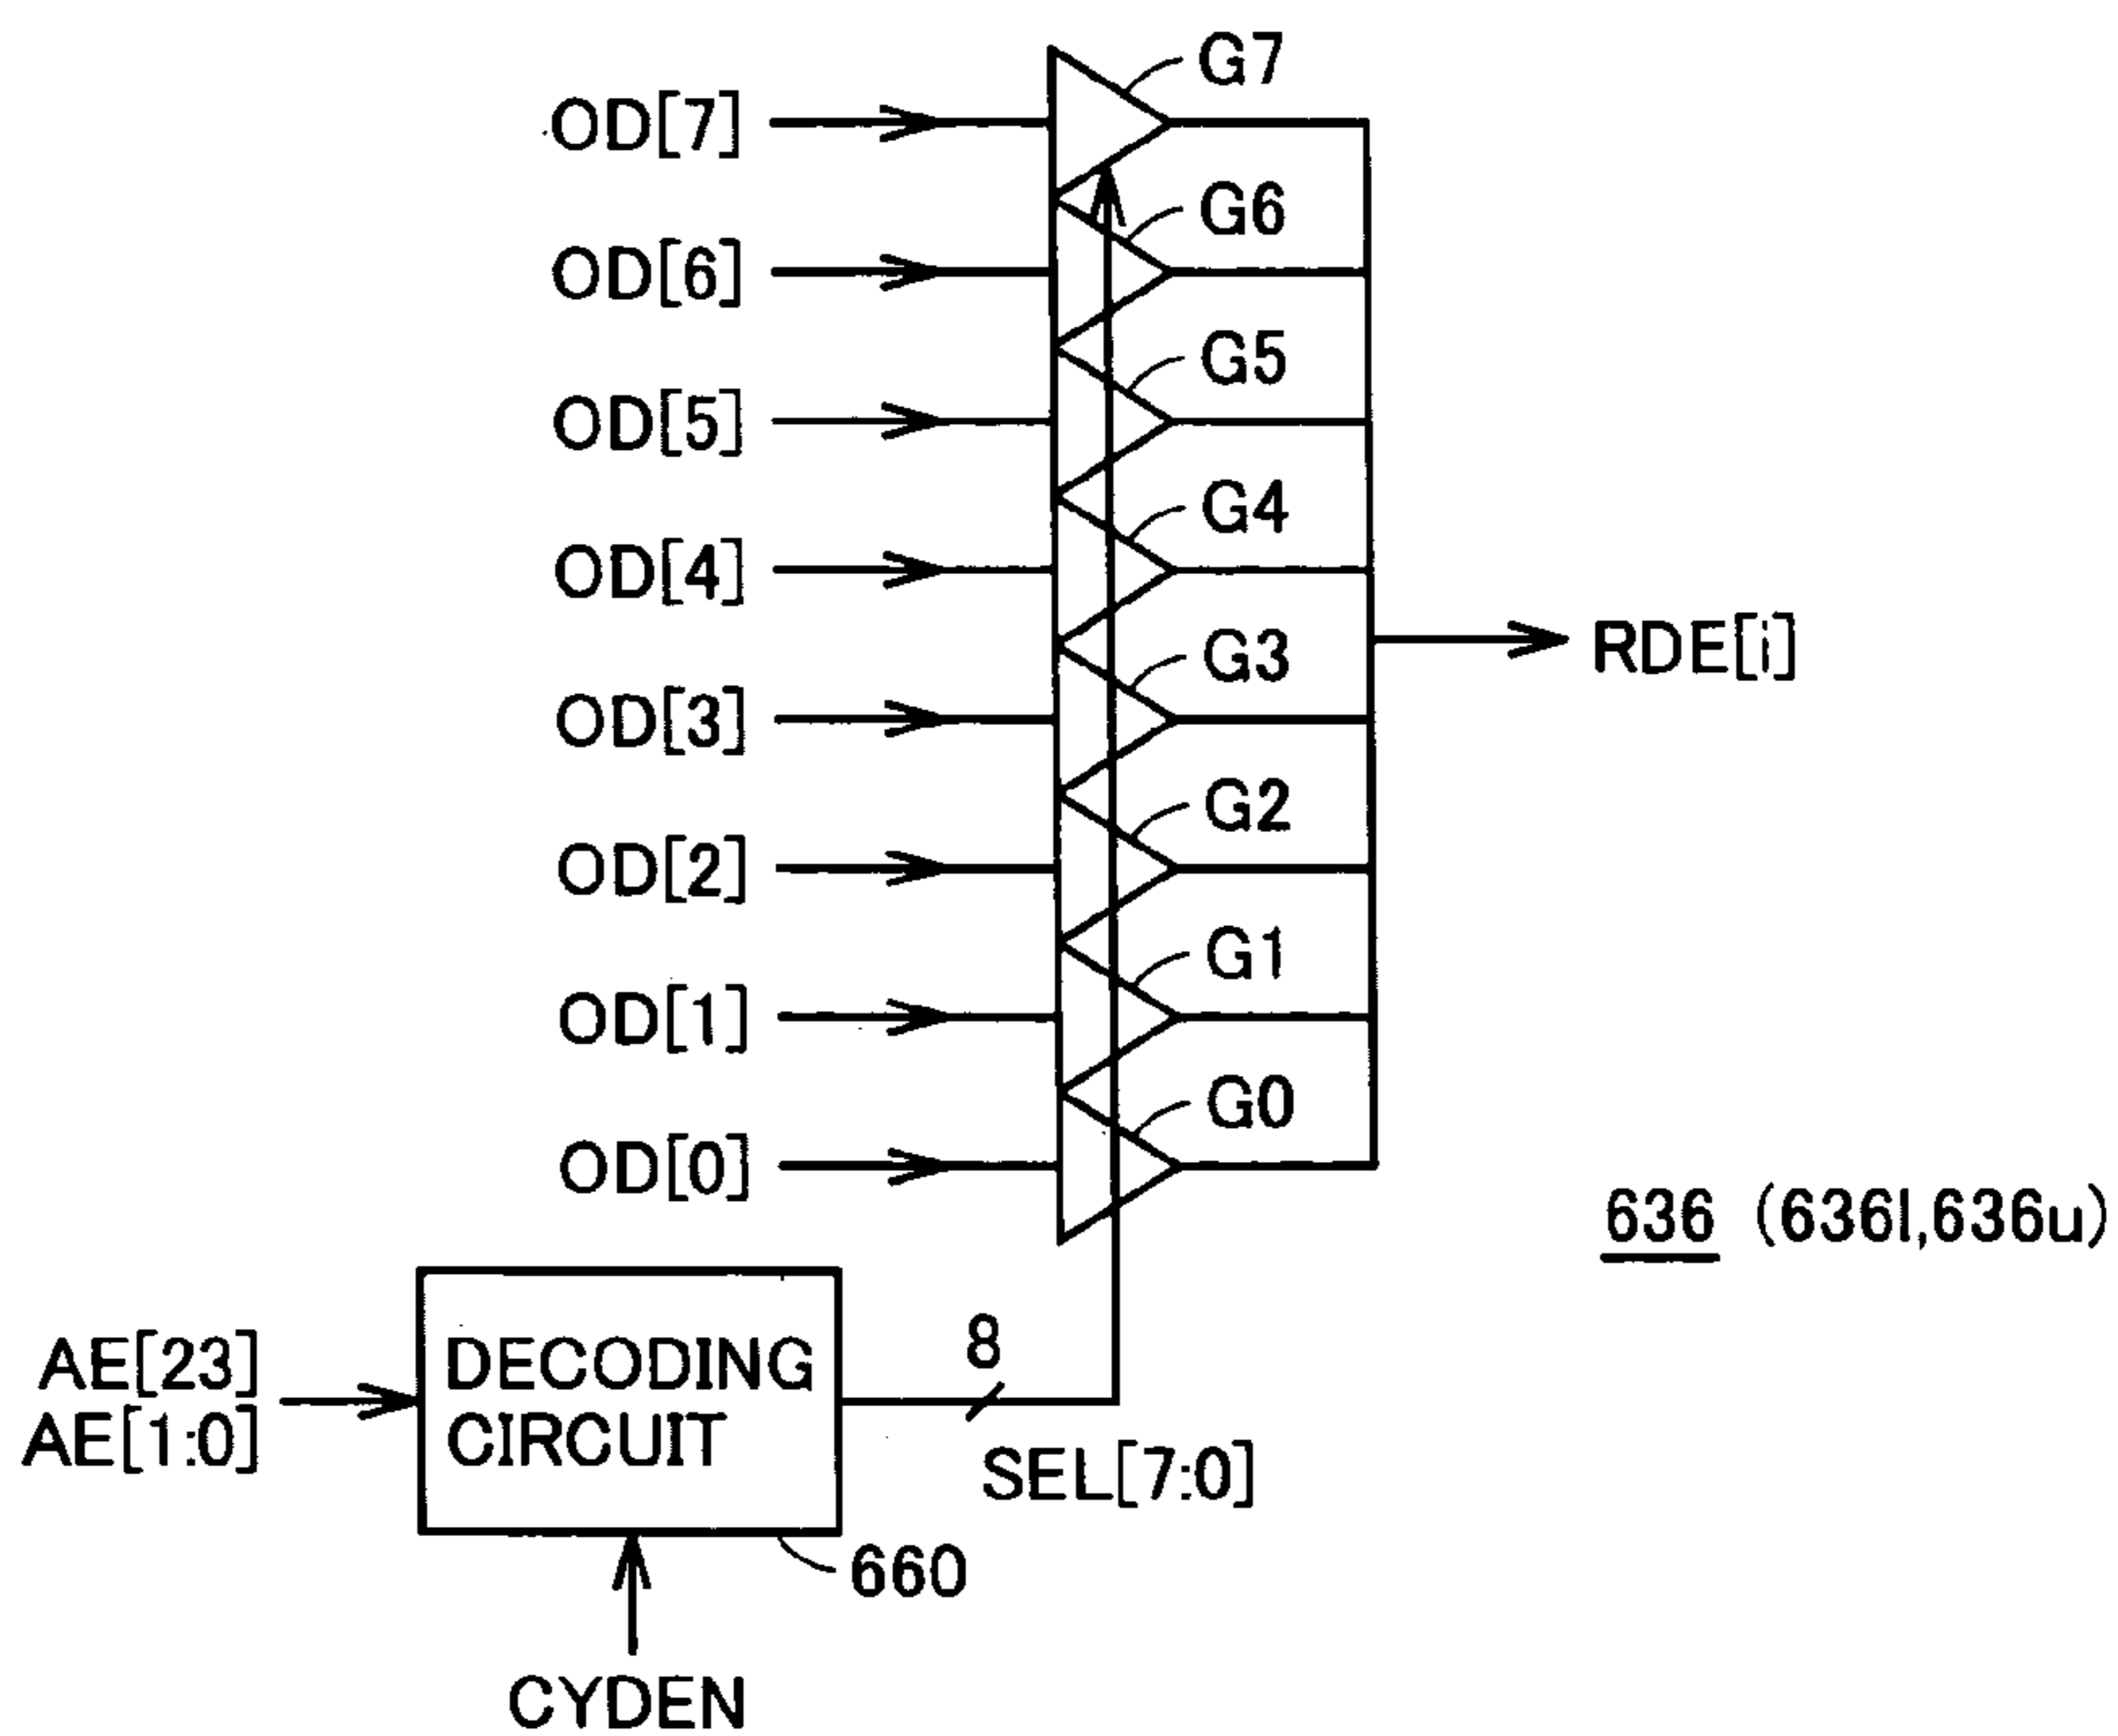 G7
OD[7]
G6
OD[6]
G5
OD[5]
G4
OD[4]
G3
RDE[i]
OD[3]
G2
OD[2]
G1
OD[1]
G0
OD[0]
636 (636l,636u)
AE[23]
AE[1:0]
DECODING
CIRCUIT
8
SEL[7:0]
660
CYDEN